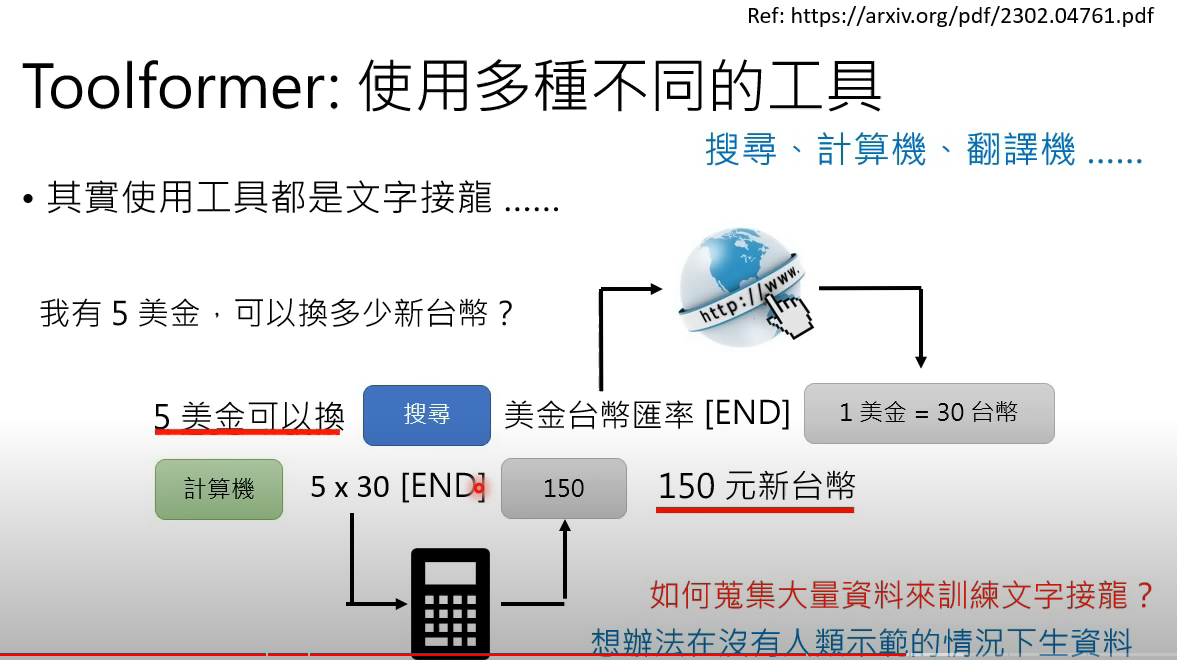 Ref: https://arxiv.org/pdf/2302.04761.pdf
Toolformer: 使用多種不同的工具
搜尋、計算機、翻譯機 ……
• 其實使用工具都是文字接龍 ……
http://www.
我有 5 美金，可以換多少新台幣？
5 美金可以換 搜尋 美金台幣匯率 [END] 1 美金 = 30 台幣
計算機 5 x 30 [END] 150 150 元新台幣
如何蒐集大量資料來訓練文字接龍？
想辦法在沒有人類示範的情況下生資料